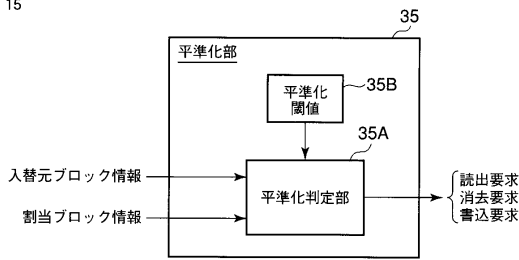 15
35
平準化部
平準化
閾値
35B
35A
入替元ブロック情報
平準化判定部
割当ブロック情報
読出要求
消去要求
書込要求